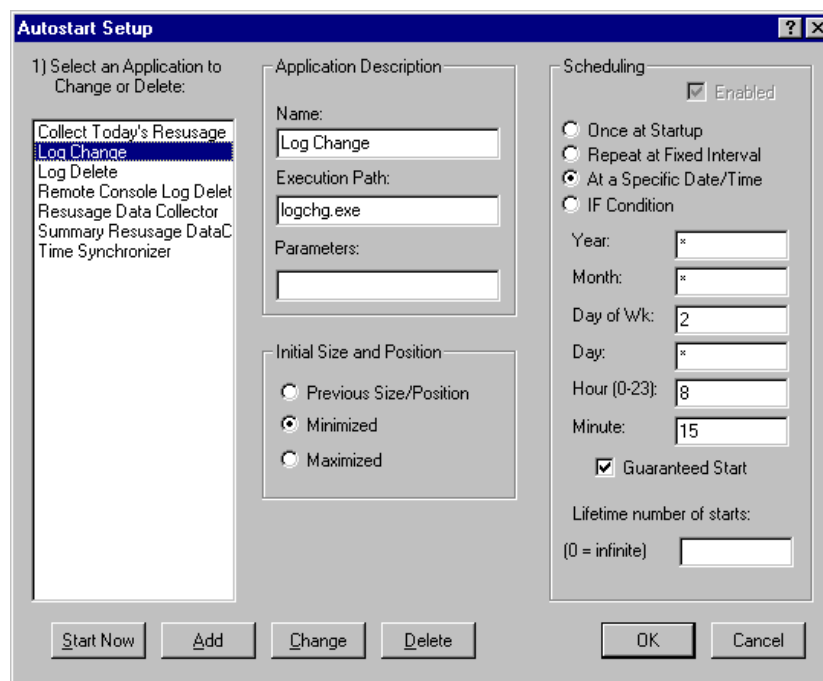 Autostart Setup
1) Select an Application to
Change or Delete:
Collect Today's Resusage
Log Change
Log Delete
Remote Console Log Delet
Resusage Data Collector
Summary Resusage DataC
Time Synchronizer
Application Description
Name:
Log Change
Execution Path:
logchg.exe
Parameters:
Initial Size and Position
Previous Size/Position
Minimized
Maximized
Scheduling
Enabled
Once at Startup
Repeat at Fixed Interval
At a Specific Date/Time
IF Condition
Year: *
Month: *
Day of Wk: 2
Day: *
Hour (0-23): 8
Minute: 15
Guaranteed Start
Lifetime number of starts:
(0 = infinite)
Start Now
Add
Change
Delete
OK
Cancel